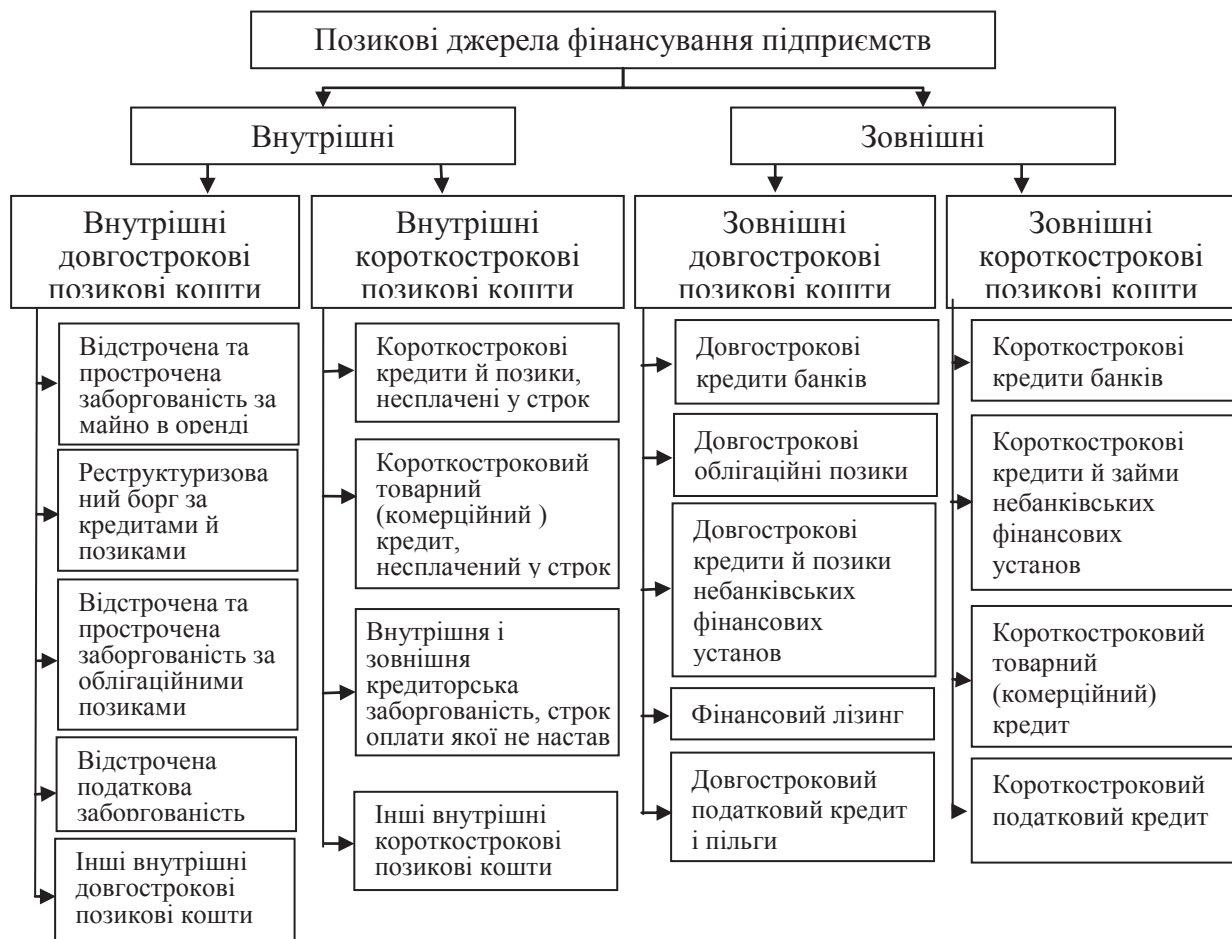 Позикові джерела фінансування підприємств
Внутрішні
Зовнішні
Внутрішні
довгострокові
позикові кошти
Внутрішні
короткострокові
позикові кошти
Зовнішні
довгострокові
позикові кошти
Зовнішні
короткострокові
позикові кошти
Відстрочена та
прострочена
заборгованість за
майно в оренді
Реструктуризова
ний борг за
кредитами й
позиками
Відстрочена та
прострочена
заборгованість за
облігаційними
позиками
Відстрочена
податкова
заборгованість
Інші внутрішні
довгострокові
позикові кошти
Короткострокові
кредити й позики,
несплачені у строк
Короткостроковий
товарний
(комерційний )
кредит,
несплачений у строк
Внутрішня і
зовнішня
кредиторська
заборгованість, строк
оплати якої не настав
Інші внутрішні
короткострокові
позикові кошти
Довгострокові
кредити банків
Довгострокові
облігаційні позики
Довгострокові
кредити й позики
небанківських
фінансових
установ
Фінансовий лізинг
Довгостроковий
податковий кредит
і пільги
Короткострокові
кредити банків
Короткострокові
кредити й займи
небанківських
фінансових
установ
Короткостроковий
товарний
(комерційний)
кредит
Короткостроковий
податковий кредит